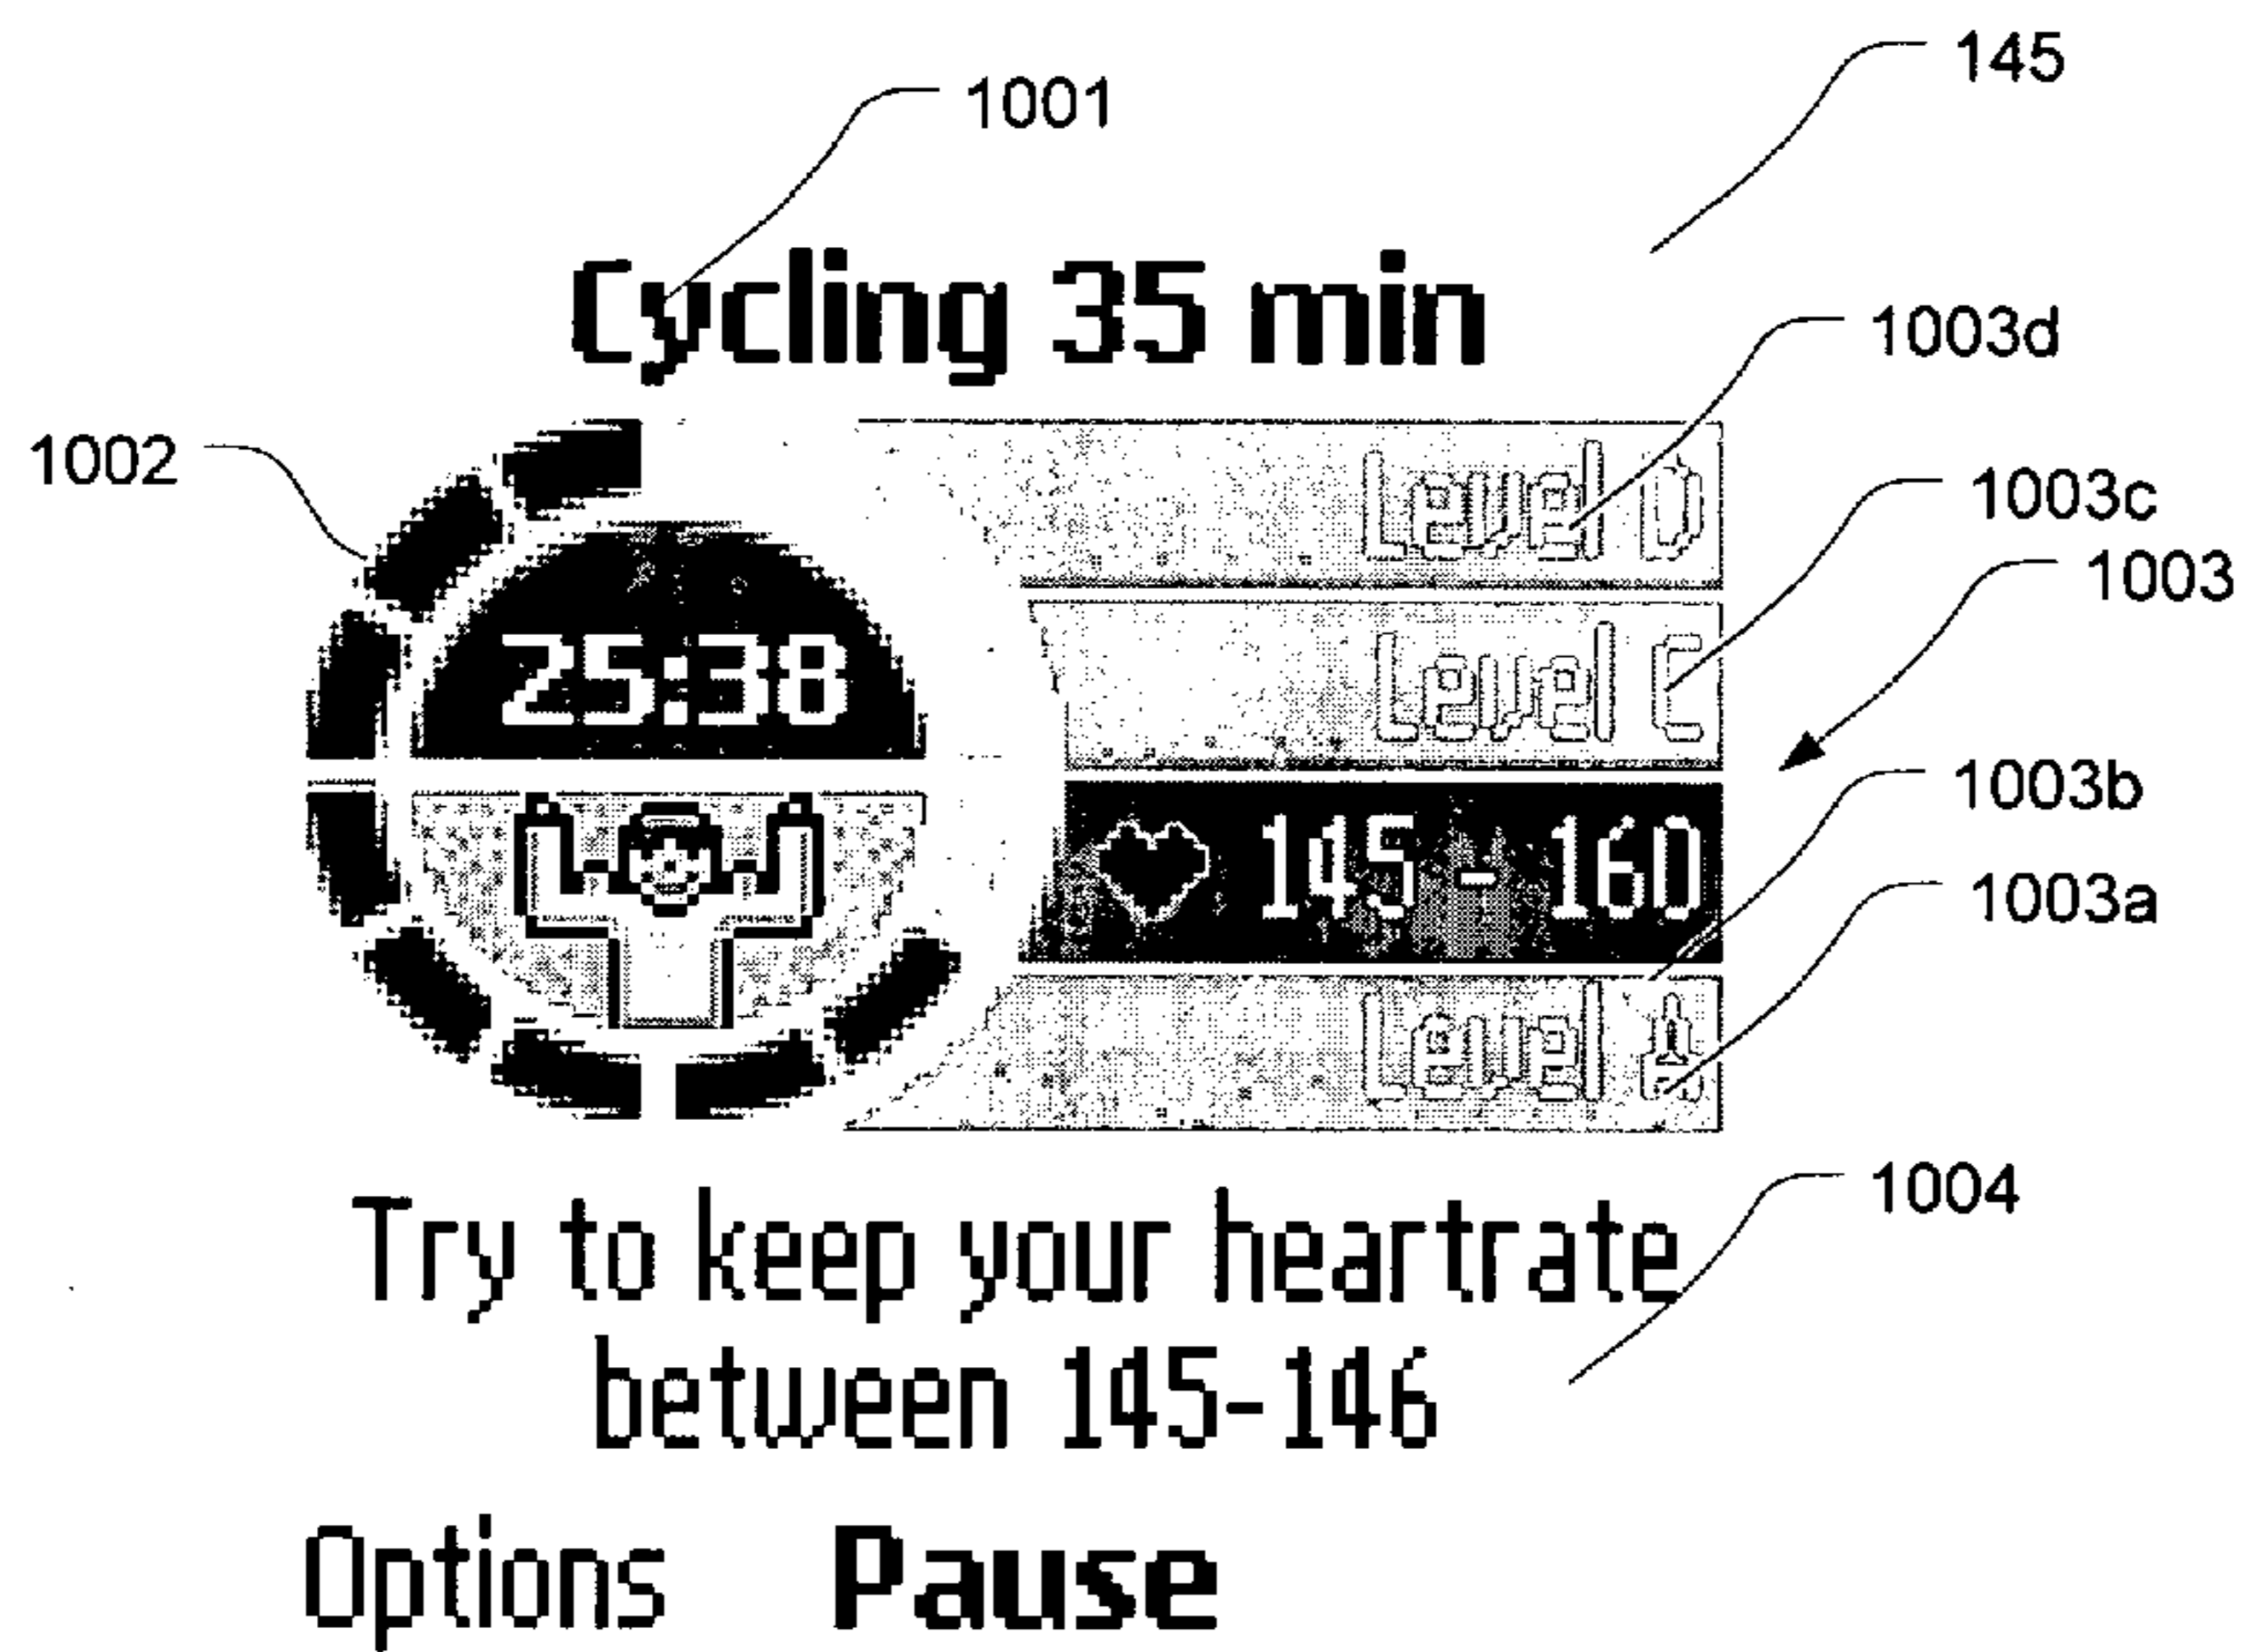 145
1001
Cycling 35 min
1003d
1002
Level D
1003c
1003
25:38
Level C
1003b
145 - 160
1003a
Level A
1004
Try to keep your heartrate
between 145-146
Options Pause